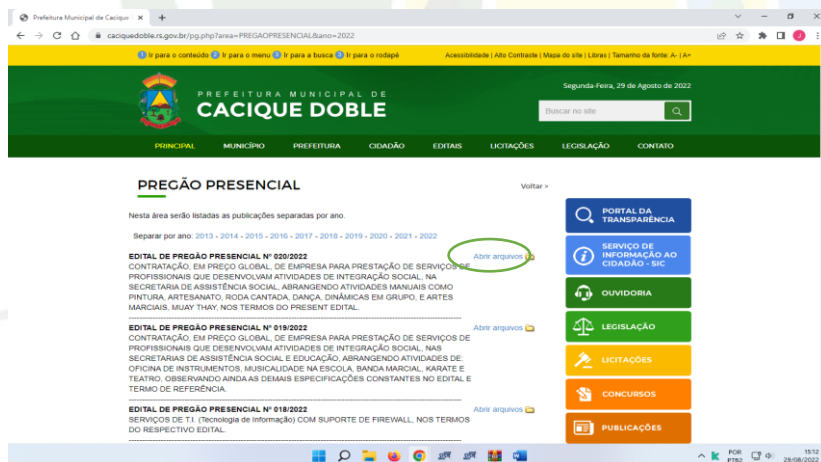 Prefeitura Municipal de Cacique
caciquedoble.rs.gov.br/pg.php?area=PREGAOPRESENCIAL&ano=2022
1 Ir para o conteúdo 2 Ir para o menu 3 Ir para a busca 4 Ir para o rodapé
Acessibilidade | Alto Contraste | Mapa do site | Libras | Tamanho da fonte: A- | A+
PREFEITURA MUNICIPAL DE
CACIQUE DOBLE
Segunda-Feira, 29 de Agosto de 2022
Buscar no site
PRINCIPAL MUNICÍPIO PREFEITURA CIDADÃO EDITAIS LICITAÇÕES LEGISLAÇÃO CONTATO
PREGÃO PRESENCIAL
Voltar >
Nesta área serão listadas as publicações separadas por ano.
Separar por ano: 2013 - 2014 - 2015 - 2016 - 2017 - 2018 - 2019 - 2020 - 2021 - 2022
EDITAL DE PREGÃO PRESENCIAL Nº 020/2022
Abrir arquivos
CONTRATAÇÃO, EM PREÇO GLOBAL, DE EMPRESA PARA PRESTAÇÃO DE SERVIÇOS DE
PROFISSIONAIS QUE DESENVOLVAM ATIVIDADES DE INTEGRAÇÃO SOCIAL, NA
SECRETARIA DE ASSISTÊNCIA SOCIAL, ABRANGENDO ATIVIDADES MANUAIS COMO
PINTURA, ARTESANATO, RODA CANTADA, DANÇA, DINÂMICAS EM GRUPO, E ARTES
MARCIAIS, MUAY THAY, NOS TERMOS DO PRESENT EDITAL.
EDITAL DE PREGÃO PRESENCIAL Nº 019/2022
Abrir arquivos
CONTRATAÇÃO, EM PREÇO GLOBAL, DE EMPRESA PARA PRESTAÇÃO DE SERVIÇOS DE
PROFISSIONAIS QUE DESENVOLVAM ATIVIDADES DE INTEGRAÇÃO SOCIAL, NAS
SECRETARIAS DE ASSISTÊNCIA SOCIAL E EDUCAÇÃO, ABRANGENDO ATIVIDADES DE:
OFICINA DE INSTRUMENTOS, MUSICALIDADE NA ESCOLA, BANDA MARCIAL, KARATE E
TEATRO, OBSERVANDO AINDA AS DEMAIS ESPECIFICAÇÕES CONSTANTES NO EDITAL E
TERMO DE REFERÊNCIA.
EDITAL DE PREGÃO PRESENCIAL Nº 018/2022
Abrir arquivos
SERVIÇOS DE T.I. (Tecnologia de Informação) COM SUPORTE DE FIREWALL, NOS TERMOS
DO RESPECTIVO EDITAL.
PORTAL DA
TRANSPARÊNCIA
SERVIÇO DE
INFORMAÇÃO AO
CIDADÃO - SIC
OUVIDORIA
LEGISLAÇÃO
LICITAÇÕES
CONCURSOS
PUBLICAÇÕES
POR
PTB2
15:12
29/08/2022